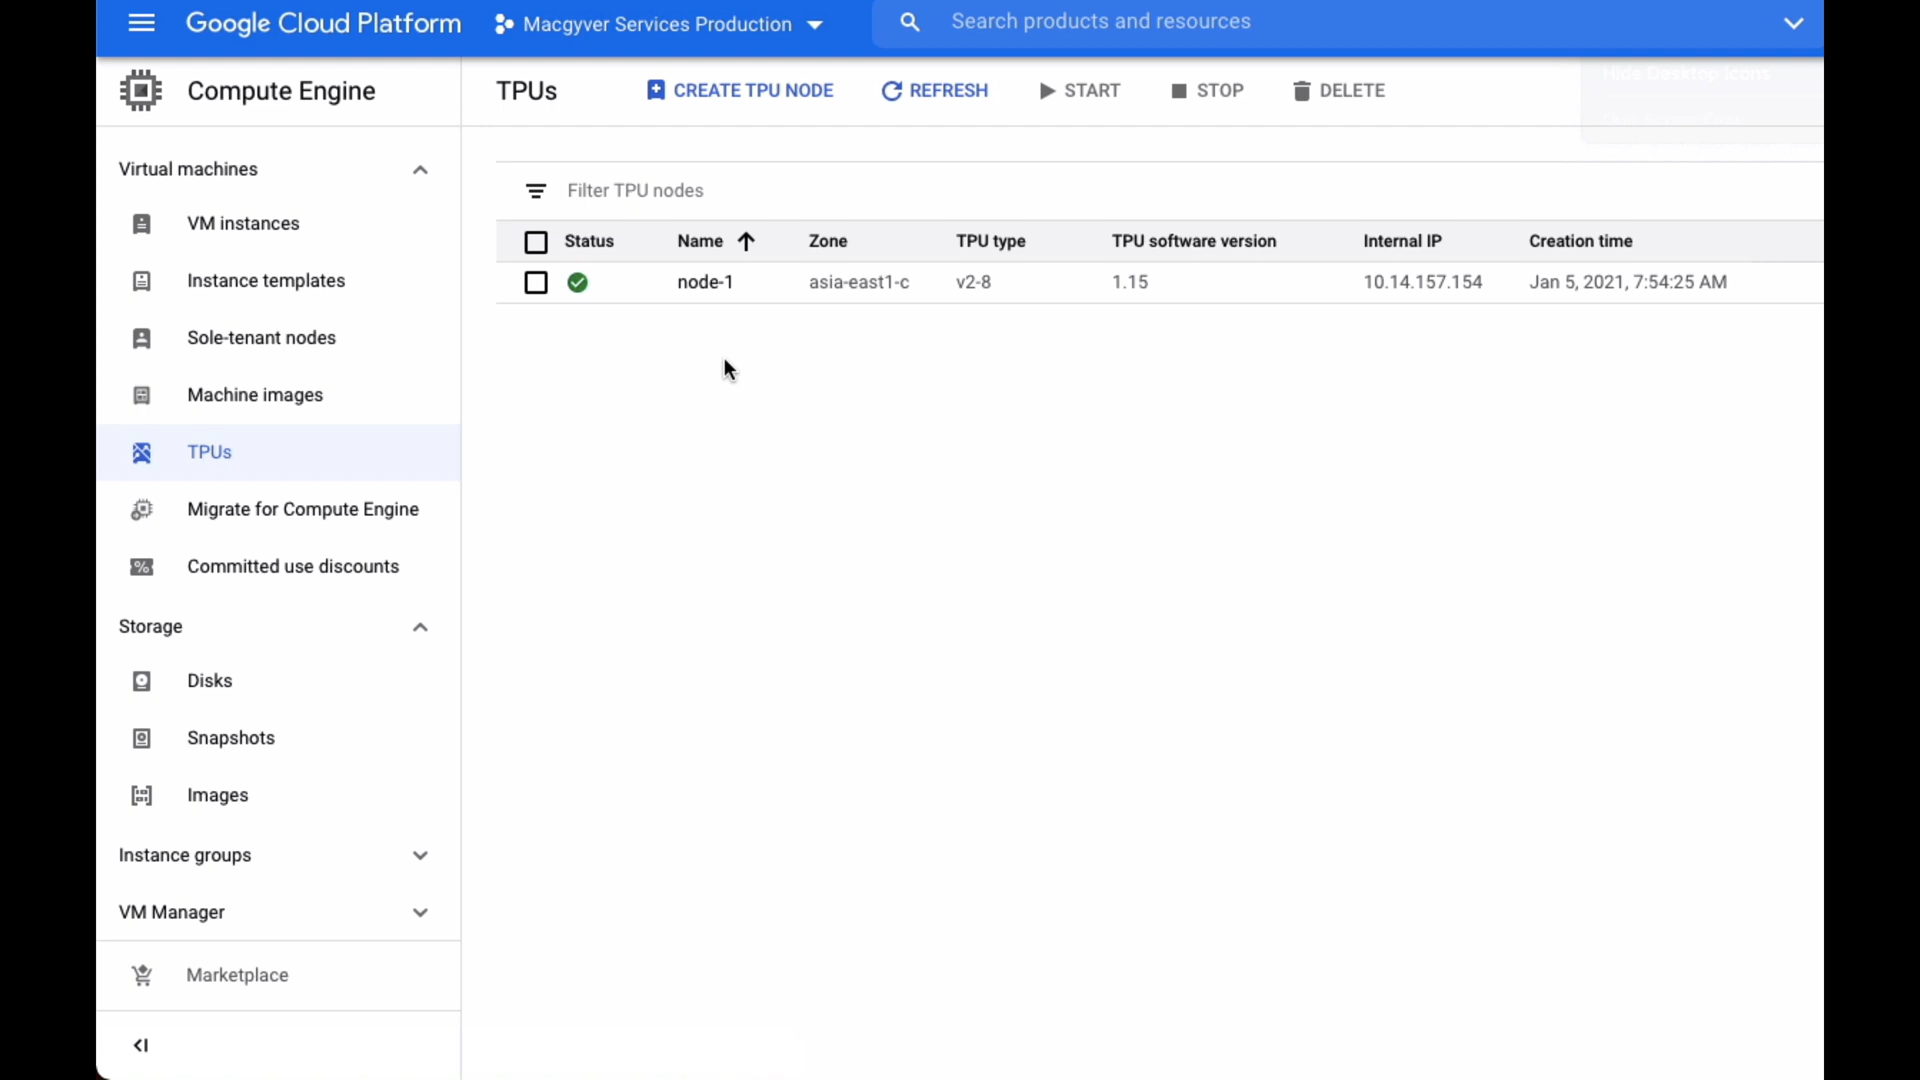 Google Cloud Platform
Macgyver Services Production
Search products and resources
Compute Engine
TPUs
CREATE TPU NODE
REFRESH
START
STOP
DELETE
Hide Desktop Icons
Virtual machines
VM instances
Instance templates
Sole-tenant nodes
Machine images
TPUs
Migrate for Compute Engine
Committed use discounts
Storage
Disks
Snapshots
Images
Instance groups
VM Manager
Marketplace
Filter TPU nodes
Status Name Zone TPU type TPU software version Internal IP Creation time
node-1 asia-east1-c v2-8 1.15 10.14.157.154 Jan 5, 2021, 7:54:25 AM